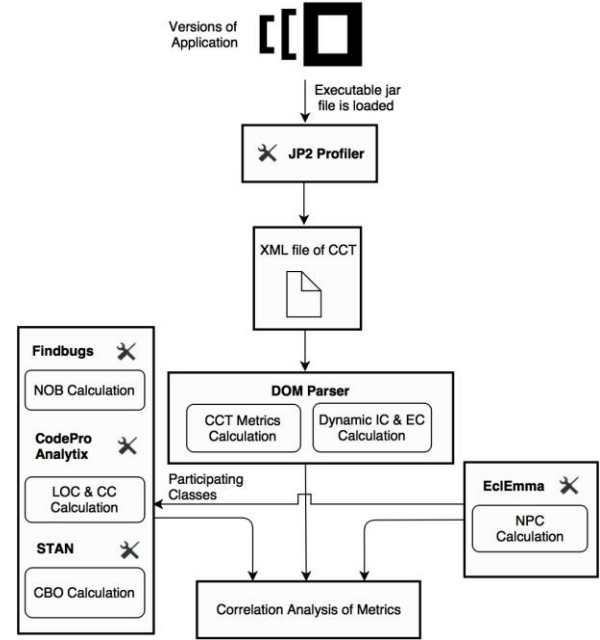 Versions of
Application
Executable jar
file is loaded
JP2 Profiler
XML file of CCT
DOM Parser
CCT Metrics
Calculation
Dynamic IC & EC
Calculation
Findbugs
NOB Calculation
CodePro
Analytix
LOC & CC
Calculation
STAN
CBO Calculation
Participating
Classes
EclEmma
NPC
Calculation
Correlation Analysis of Metrics